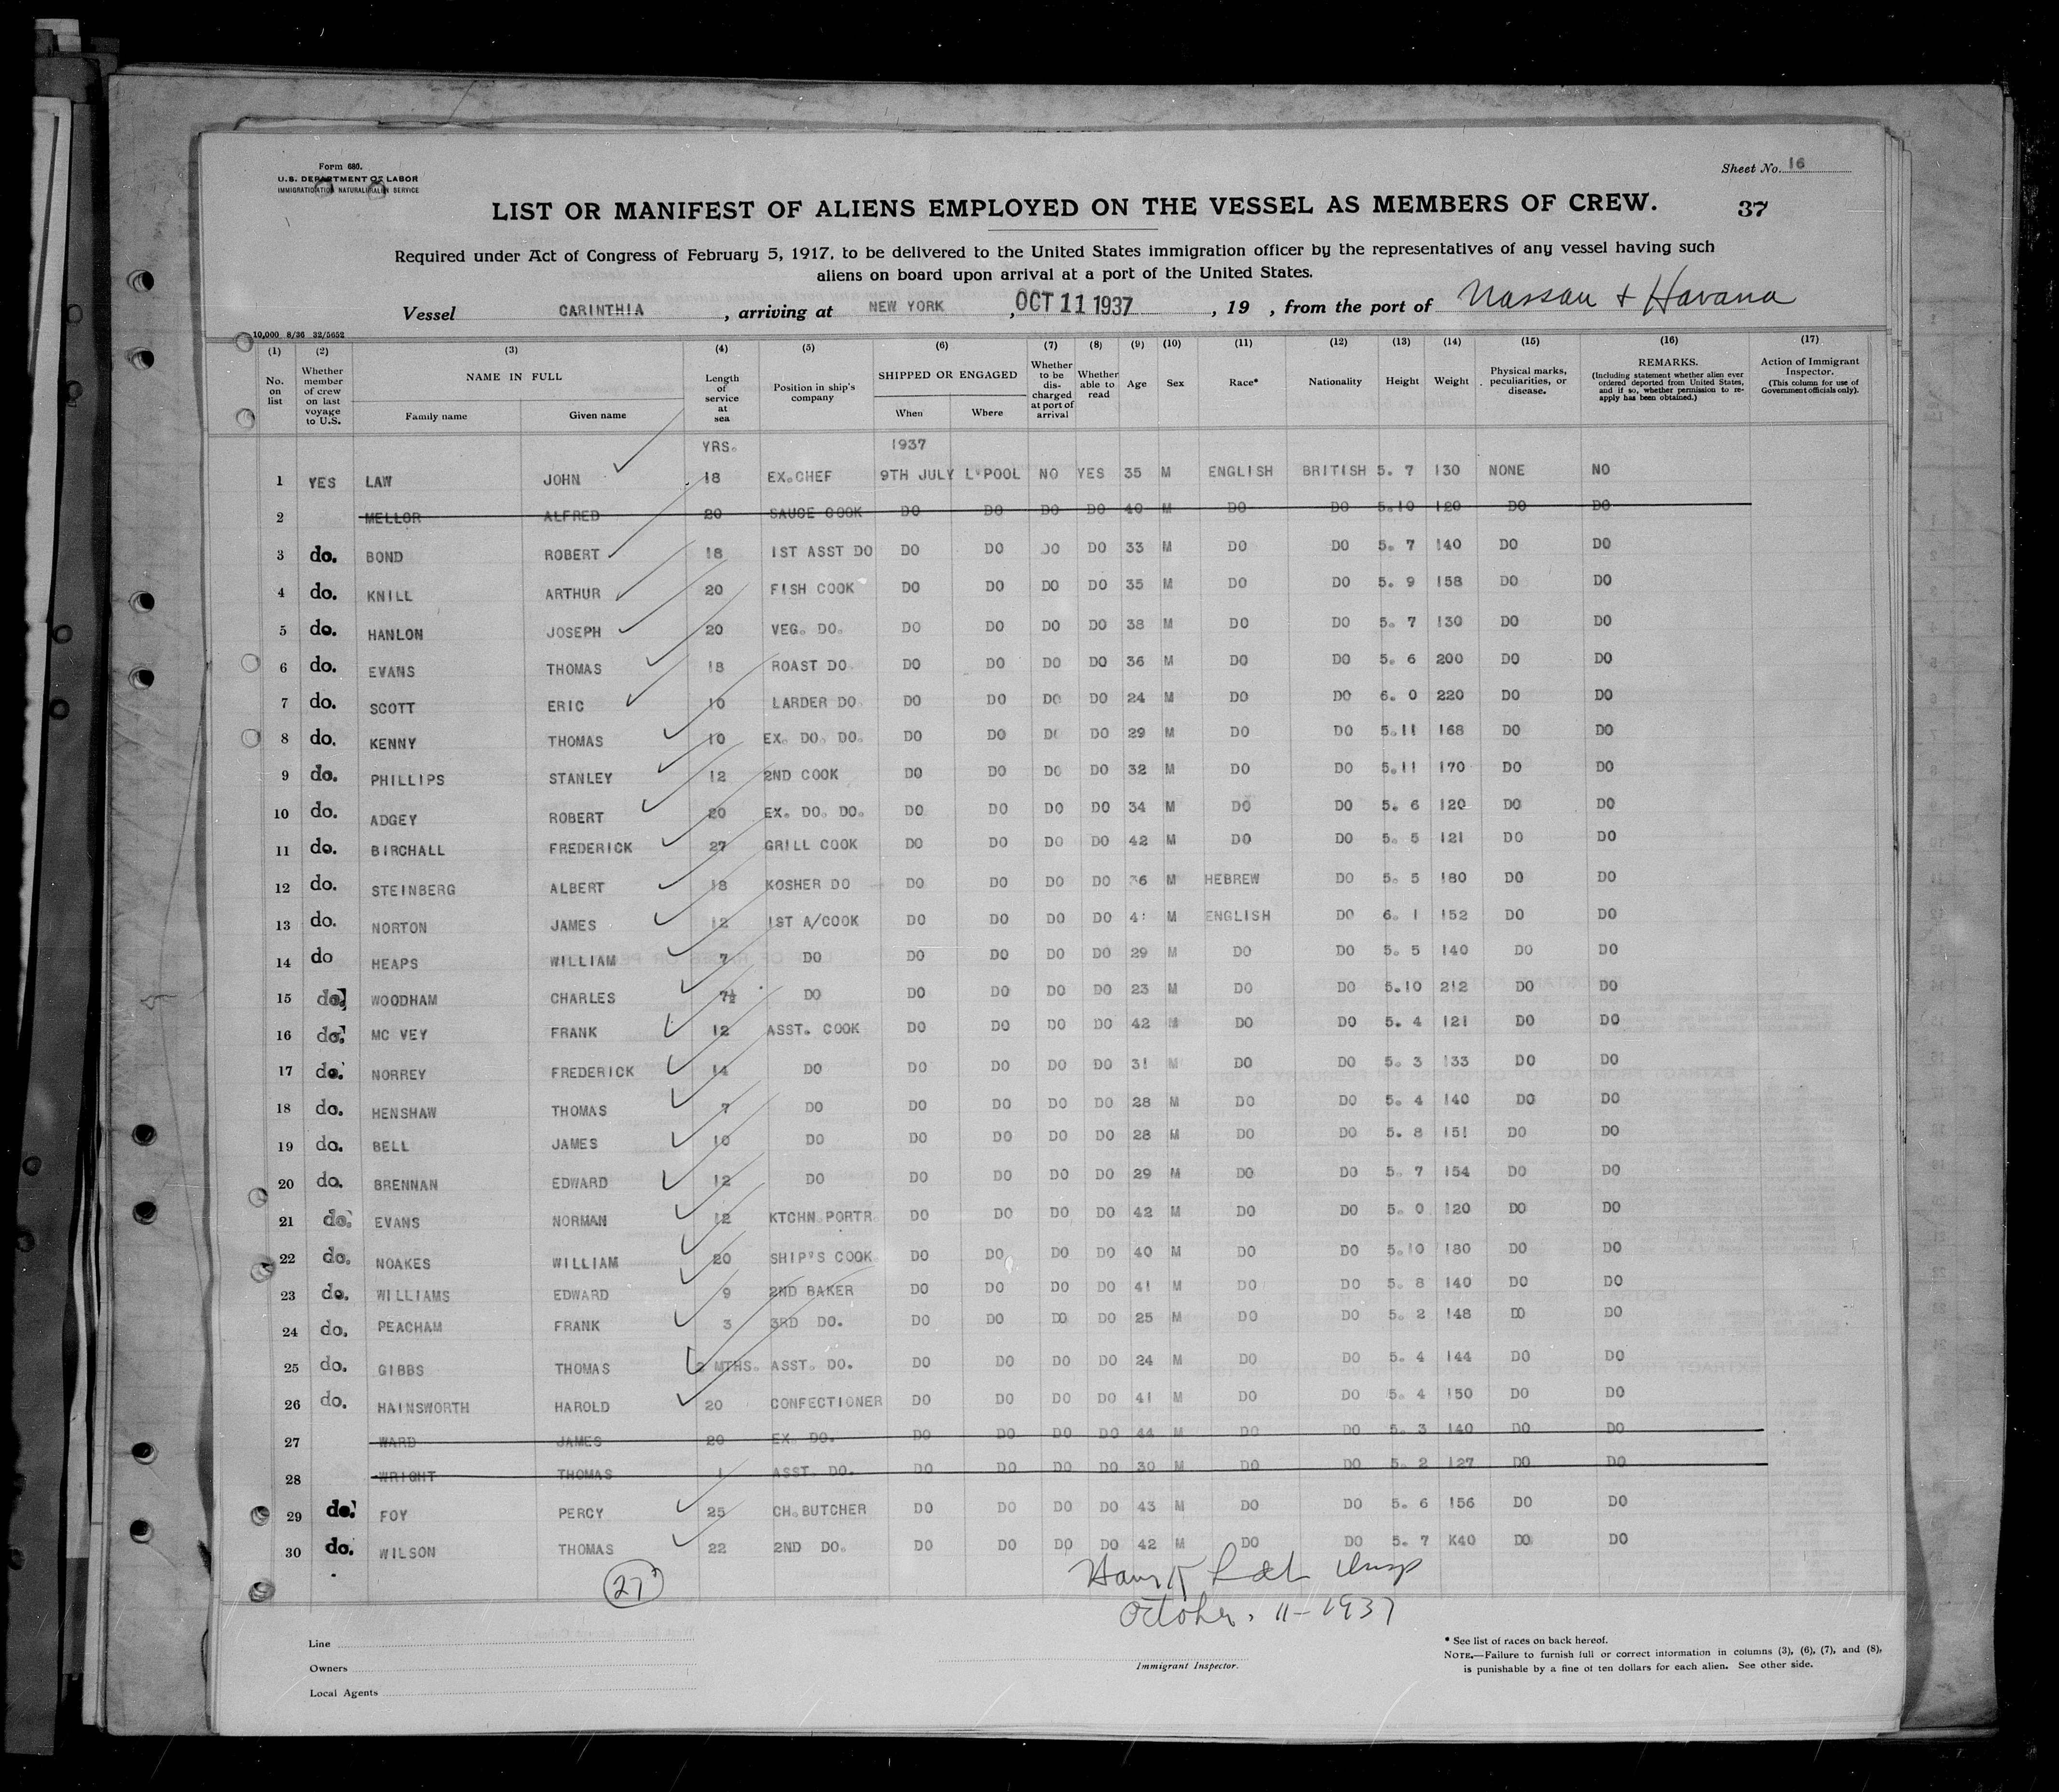 Form 680.
U.S. DEPARTMENT OF LABOR
IMMIGRATION NATURALIZATION SERVICE
Sheet No. 16
LIST OR MANIFEST OF ALIENS EMPLOYED ON THE VESSEL AS MEMBERS OF CREW.
37
Required under Act of Congress of February 5, 1917, to be delivered to the United States immigration officer by the representatives of any vessel having such
aliens on board upon arrival at a port of the United States.
Vessel CARINTHIA, arriving at NEW YORK, OCT 11 1937, 19 , from the port of Nassau & Havana
10,000 8/36 32/5652
(1) (2) (3) (4) (5) (6) (7) (8) (9) (10) (11) (12) (13) (14) (15) (16) (17)
No. on list Whether member of crew on last voyage to U.S. NAME IN FULL Family name Given name Length of service at sea Position in ship's company SHIPPED OR ENGAGED When Where Whether to be discharged at port of arrival Whether able to read Age Sex Race* Nationality Height Weight Physical marks, peculiarities, or disease. REMARKS. (Including statement whether alien ever ordered deported from United States, and if so, whether permission to reapply has been obtained.) Action of Immigrant Inspector. (This column for use of Government officials only).
YRS. 1937
1 YES LAW JOHN 18 EX.CHEF 9TH JULY L'POOL NO YES 35 M ENGLISH BRITISH 5. 7 130 NONE NO
2 MELLOR ALFRED 20 SAUCE COOK DO DO DO DO 40 M DO DO 5.10 120 DO DO
3 do. BOND ROBERT 18 1ST ASST DO DO DO DO DO 33 M DO DO 5. 7 140 DO DO
4 do. KNILL ARTHUR 20 FISH COOK DO DO DO DO 35 M DO DO 5. 9 158 DO DO
5 do. HANLON JOSEPH 20 VEG. DO. DO DO DO DO 38 M DO DO 5. 7 130 DO DO
6 do. EVANS THOMAS 18 ROAST DO. DO DO DO DO 36 M DO DO 5. 6 200 DO DO
7 do. SCOTT ERIC 10 LARDER DO. DO DO DO DO 24 M DO DO 6. 0 220 DO DO
8 do. KENNY THOMAS 10 EX. DO. DO. DO DO DO DO 29 M DO DO 5.11 168 DO DO
9 do. PHILLIPS STANLEY 12 2ND COOK DO DO DO DO 32 M DO DO 5.11 170 DO DO
10 do. ADGEY ROBERT 20 EX. DO. DO. DO DO DO DO 34 M DO DO 5. 6 120 DO DO
11 do. BIRCHALL FREDERICK 27 GRILL COOK DO DO DO DO 42 M DO DO 5. 5 121 DO DO
12 do. STEINBERG ALBERT 18 KOSHER DO DO DO DO DO 36 M HEBREW DO 5. 5 180 DO DO
13 do. NORTON JAMES 12 1ST A/COOK DO DO DO DO M ENGLISH DO 6. 1 152 DO DO
14 do HEAPS WILLIAM 7 DO DO DO DO DO 29 M DO DO 5. 5 140 DO DO
15 do. WOODHAM CHARLES 7½ DO DO DO DO DO 23 M DO DO 5.10 212 DO DO
16 do. MC VEY FRANK 12 ASST. COOK DO DO DO DO 42 M DO DO 5. 4 121 DO DO
17 do. NORREY FREDERICK 14 DO DO DO DO DO 31 M DO DO 5. 3 133 DO DO
18 do. HENSHAW THOMAS 7 DO DO DO DO DO 28 M DO DO 5. 4 140 DO DO
19 do. BELL JAMES 10 DO DO DO DO DO 28 M DO DO 5. 8 151 DO DO
20 do. BRENNAN EDWARD 12 DO DO DO DO DO 29 M DO DO 5. 7 154 DO DO
21 do. EVANS NORMAN 12 KTCHN.PORTR. DO DO DO DO 42 M DO DO 5. 0 120 DO DO
22 do. NOAKES WILLIAM 20 SHIP'S COOK DO DO DO DO 40 M DO DO 5.10 180 DO DO
23 do. WILLIAMS EDWARD 9 2ND BAKER DO DO DO DO 41 M DO DO 5. 8 140 DO DO
24 do. PEACHAM FRANK 3 3RD DO. DO DO DO DO 25 M DO DO 5. 2 148 DO DO
25 do. GIBBS THOMAS 2 MTHS. ASST. DO. DO DO DO DO 24 M DO DO 5. 4 144 DO DO
26 do. HAINSWORTH HAROLD 20 CONFECTIONER DO DO DO DO 41 M DO DO 5. 4 150 DO DO
27 WARD JAMES 20 EX. DO. DO DO DO DO 44 M DO DO 5. 3 140 DO DO
28 WRIGHT THOMAS 1 ASST. DO. DO DO DO DO 30 M DO DO 5. 2 127 DO DO
29 do. FOY PERCY 25 CH.BUTCHER DO DO DO DO 43 M DO DO 5. 6 156 DO DO
30 do. WILSON THOMAS 22 2ND DO. DO DO DO DO 42 M DO DO 5. 7 K40 DO DO
27
October. 11-1937
Line
Owners
Local Agents
Immigrant Inspector.
* See list of races on back hereof.
NOTE.—Failure to furnish full or correct information in columns (3), (6), (7), and (8),
is punishable by a fine of ten dollars for each alien. See other side.